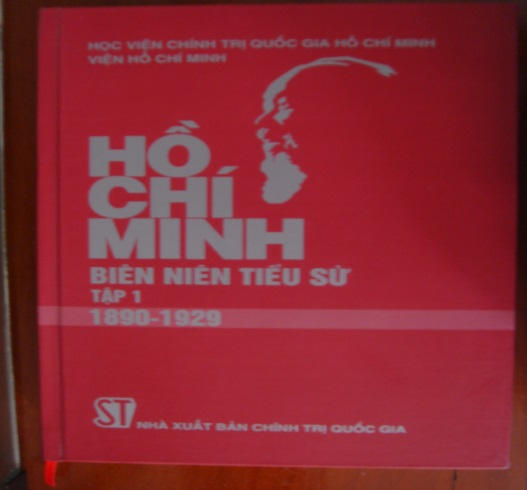 HỌC VIỆN CHÍNH TRỊ QUỐC GIA HỒ CHÍ MINH
VIỆN HỒ CHÍ MINH
HỒ
CHÍ
MINH
BIÊN NIÊN TIỂU SỬ
TẬP 1
1890-1929
ST NHÀ XUẤT BẢN CHÍNH TRỊ QUỐC GIA